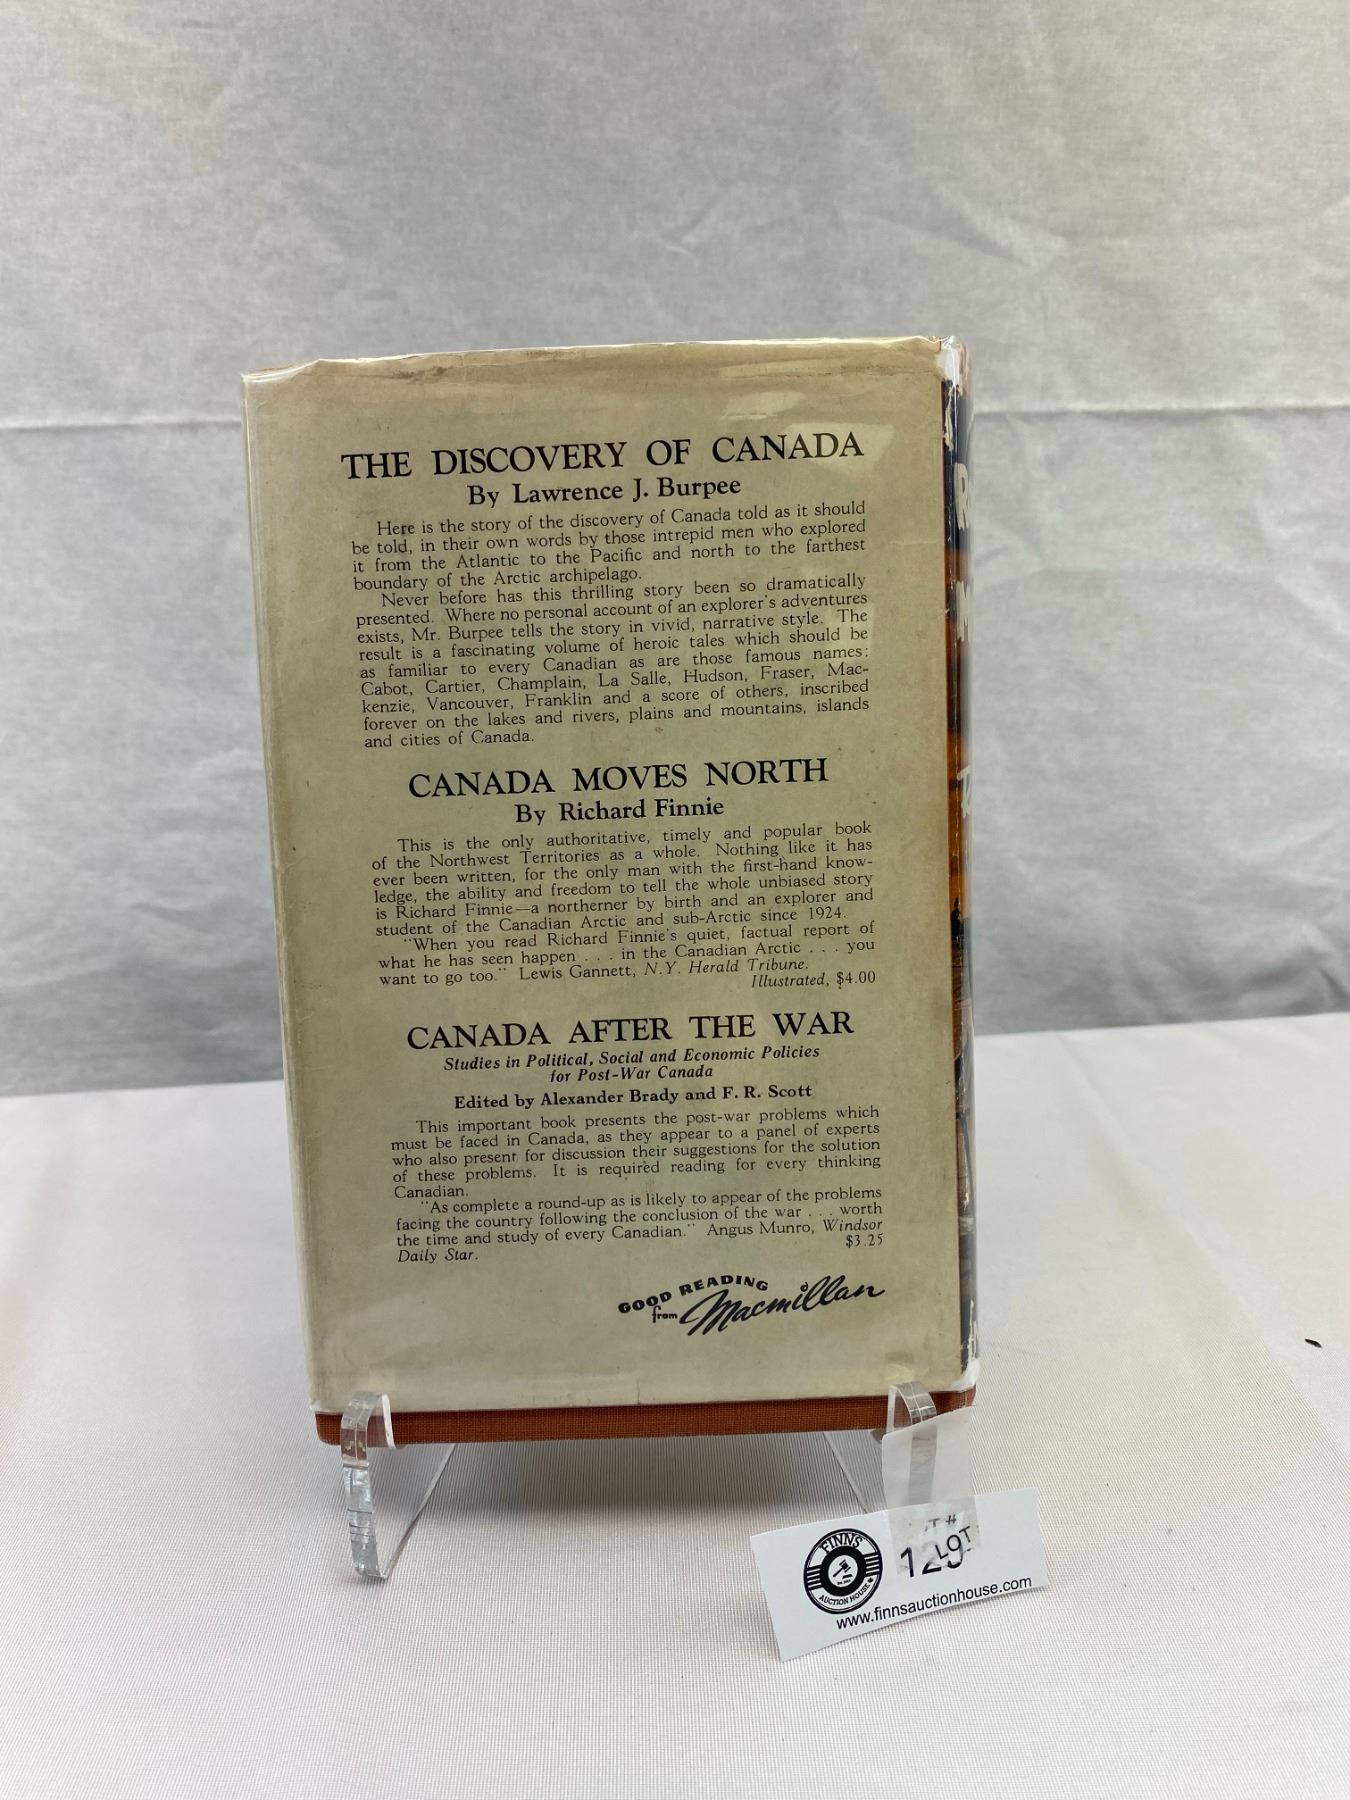 THE DISCOVERY OF CANADA
By Lawrence J. Burpee
Here is the story of the discovery of Canada told as it should
be told, in their own words by those intrepid men who explored
it from the Atlantic to the Pacific and north to the farthest
boundary of the Arctic archipelago.
Never before has this thrilling story been so dramatically
presented. Where no personal account of an explorer's adventures
exists, Mr. Burpee tells the story in vivid, narrative style. The
result is a fascinating volume of heroic tales which should be
as familiar to every Canadian as are those famous names:
Cabot, Cartier, Champlain, La Salle, Hudson, Fraser, Mac-
kenzie, Vancouver, Franklin and a score of others, inscribed
forever on the lakes and rivers, plains and mountains, islands
and cities of Canada.
CANADA MOVES NORTH
By Richard Finnie
This is the only authoritative, timely and popular book
of the Northwest Territories as a whole. Nothing like it has
ever been written, for the only man with the first-hand know-
ledge, the ability and freedom to tell the whole unbiased story
is Richard Finnie—a northerner by birth and an explorer and
student of the Canadian Arctic and sub-Arctic since 1924.
"When you read Richard Finnie's quiet, factual report of
what he has seen happen . . . in the Canadian Arctic . . . you
want to go too." Lewis Gannett, N.Y. Herald Tribune.
Illustrated, $4.00
CANADA AFTER THE WAR
Studies in Political, Social and Economic Policies
for Post-War Canada
Edited by Alexander Brady and F. R. Scott
This important book presents the post-war problems which
must be faced in Canada, as they appear to a panel of experts
who also present for discussion their suggestions for the solution
of these problems. It is required reading for every thinking
Canadian.
"As complete a round-up as is likely to appear of the problems
facing the country following the conclusion of the war . . . worth
the time and study of every Canadian." Angus Munro, Windsor
Daily Star. $3.25
GOOD READING
from Macmillan
FINNS
AUCTION HOUSE
LOT
www.finnsauctionhouse.com